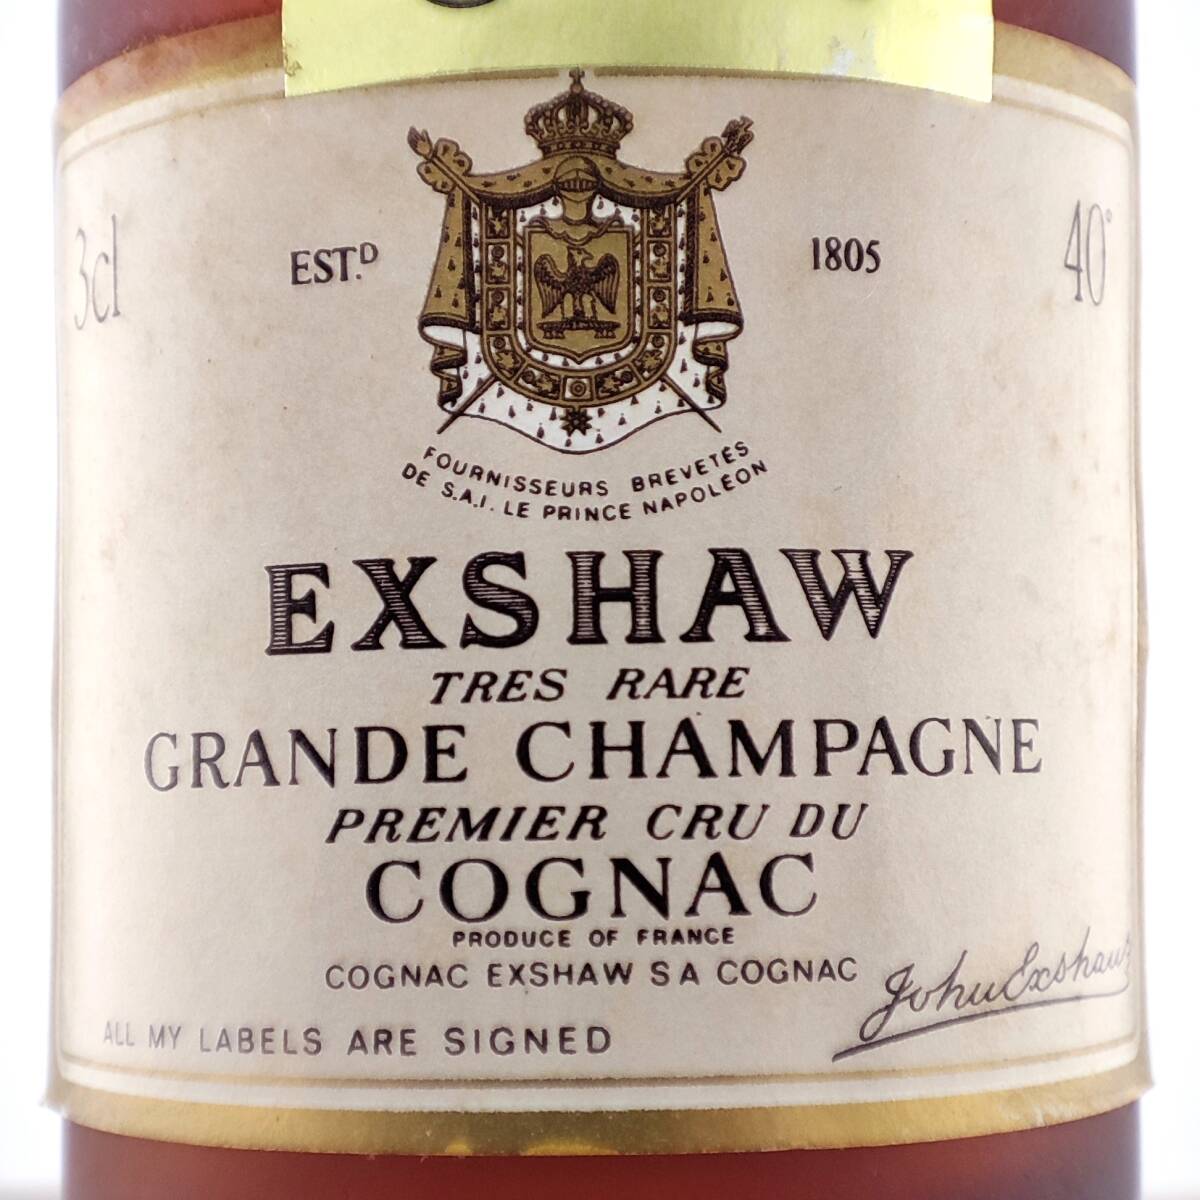 3cl
EST.D
1805
40°
FOURNISSEURS BREVETÉS
DE S.A.I. LE PRINCE NAPOLÉON
EXSHAW
TRES RARE
GRANDE CHAMPAGNE
PREMIER CRU DU
COGNAC
PRODUCE OF FRANCE
COGNAC EXSHAW S A COGNAC
John Exshaw
ALL MY LABELS ARE SIGNED